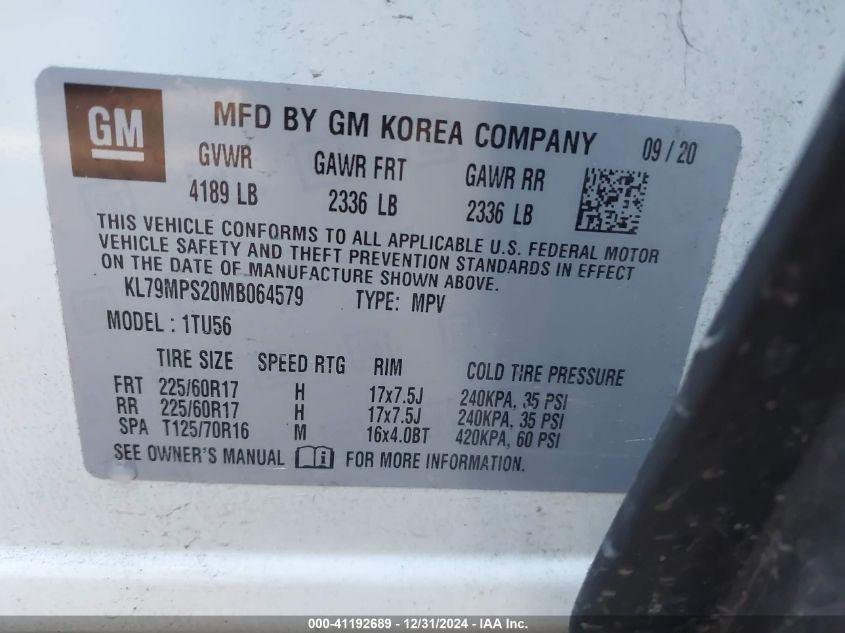 GM
MFD BY GM KOREA COMPANY 09 / 20
GVWR GAWR FRT GAWR RR
4189 LB 2336 LB 2336 LB
THIS VEHICLE CONFORMS TO ALL APPLICABLE U.S. FEDERAL MOTOR
VEHICLE SAFETY AND THEFT PREVENTION STANDARDS IN EFFECT
ON THE DATE OF MANUFACTURE SHOWN ABOVE.
KL79MPS20MB064579 TYPE: MPV
MODEL : 1TU56
TIRE SIZE SPEED RTG RIM COLD TIRE PRESSURE
FRT 225/60R17 H 17x7.5J 240KPA, 35 PSI
RR 225/60R17 H 17x7.5J 240KPA, 35 PSI
SPA T125/70R16 M 16x4.0BT 420KPA, 60 PSI
SEE OWNER'S MANUAL FOR MORE INFORMATION.
000-41192689 - 12/31/2024 - IAA Inc.